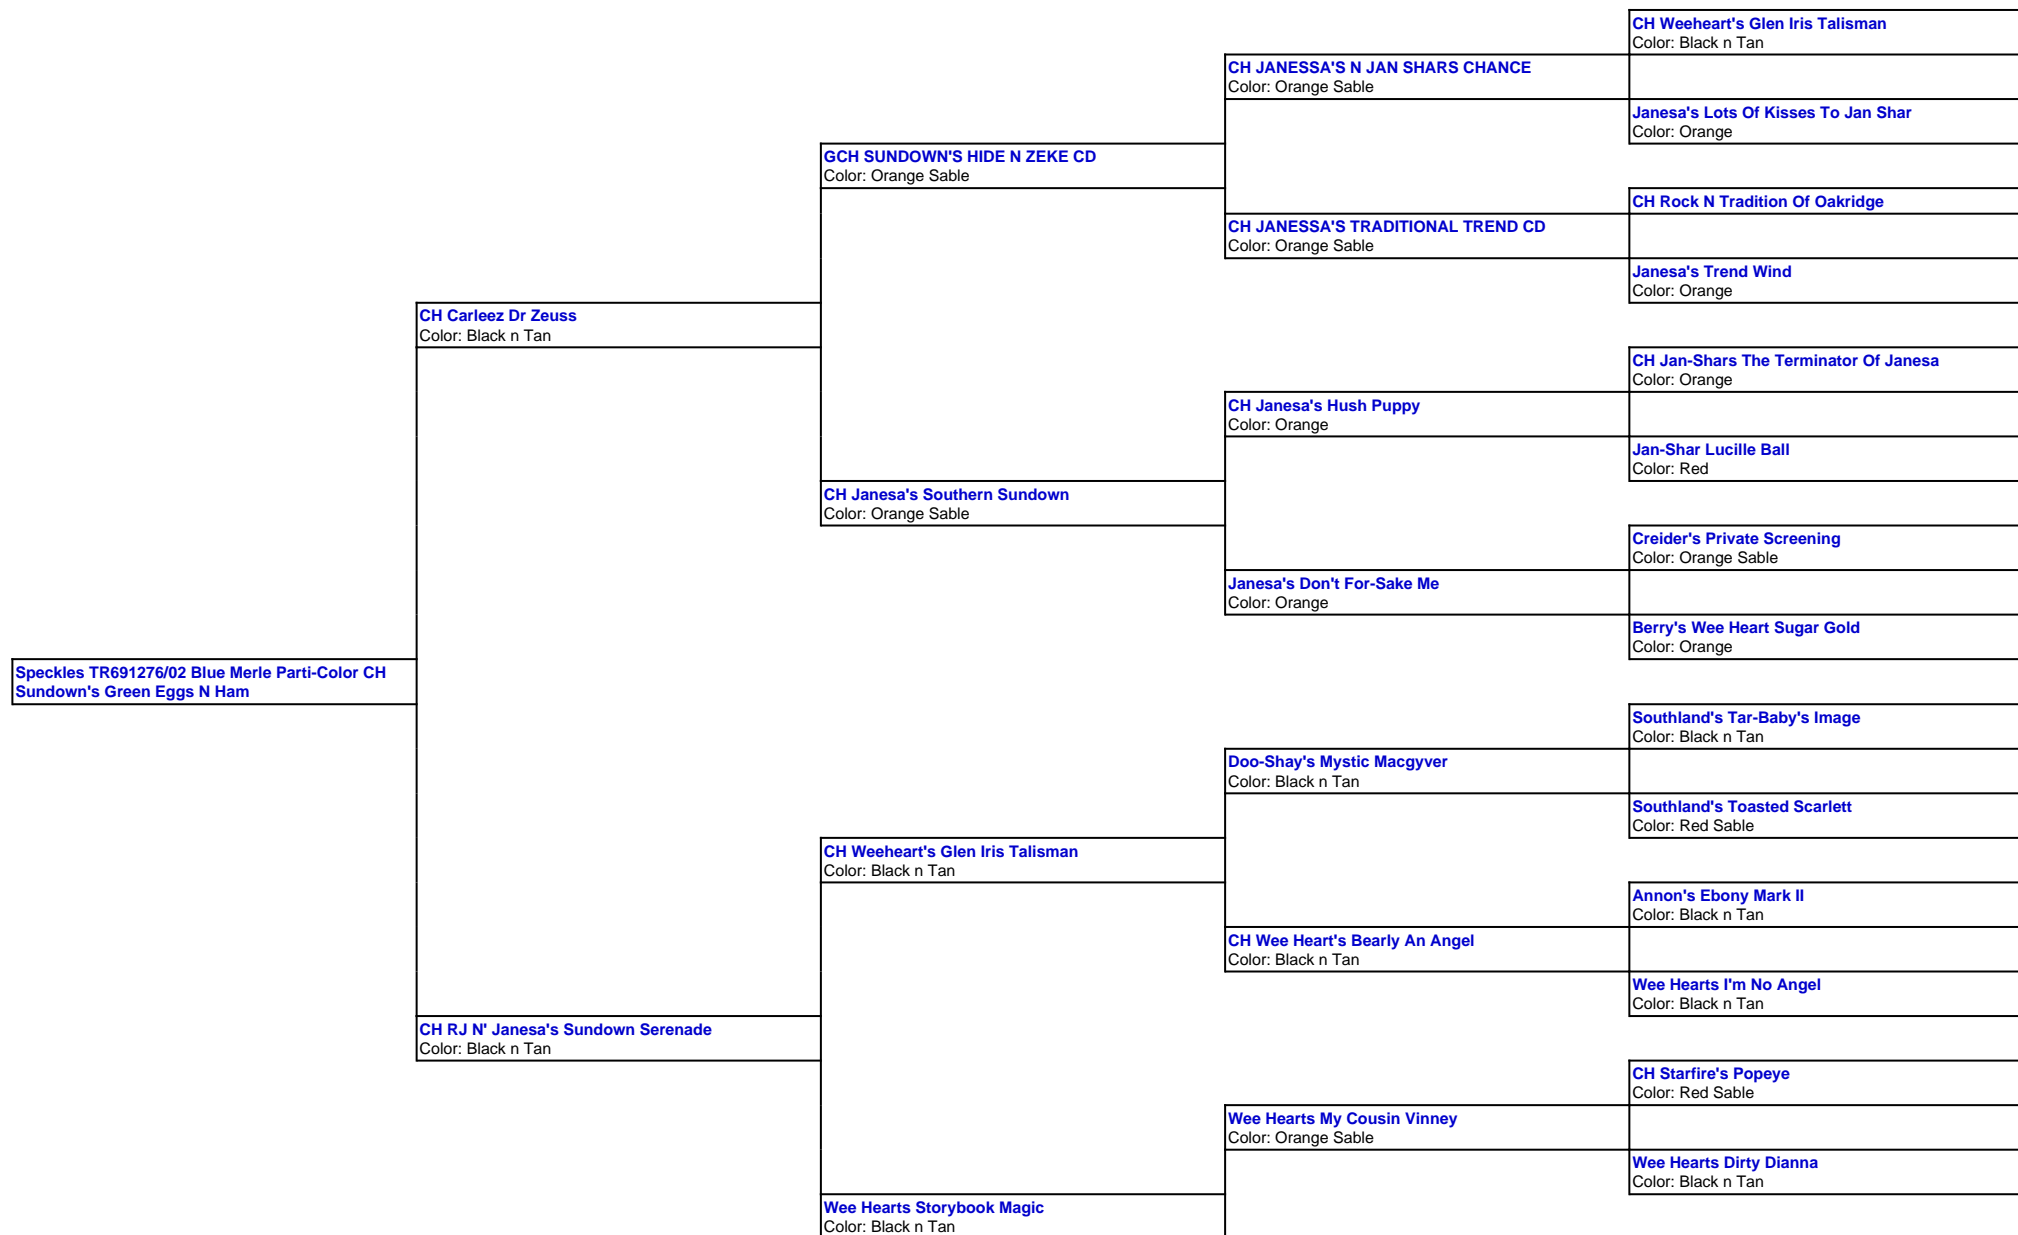 CH Weeheart's Glen Iris Talisman
Color: Black n Tan
CH JANESSA'S N JAN SHARS CHANCE
Color: Orange Sable
Janesa's Lots Of Kisses To Jan Shar
Color: Orange
GCH SUNDOWN'S HIDE N ZEKE CD
Color: Orange Sable
CH Rock N Tradition Of Oakridge
CH JANESSA'S TRADITIONAL TREND CD
Color: Orange Sable
Janesa's Trend Wind
Color: Orange
CH Carleez Dr Zeuss
Color: Black n Tan
CH Jan-Shars The Terminator Of Janesa
Color: Orange
CH Janesa's Hush Puppy
Color: Orange
Jan-Shar Lucille Ball
Color: Red
CH Janesa's Southern Sundown
Color: Orange Sable
Creider's Private Screening
Color: Orange Sable
Janesa's Don't For-Sake Me
Color: Orange
Berry's Wee Heart Sugar Gold
Color: Orange
Speckles TR691276/02 Blue Merle Parti-Color CH
Sundown's Green Eggs N Ham
Southland's Tar-Baby's Image
Color: Black n Tan
Doo-Shay's Mystic Macgyver
Color: Black n Tan
Southland's Toasted Scarlett
Color: Red Sable
CH Weeheart's Glen Iris Talisman
Color: Black n Tan
Annon's Ebony Mark II
Color: Black n Tan
CH Wee Heart's Bearly An Angel
Color: Black n Tan
Wee Hearts I'm No Angel
Color: Black n Tan
CH RJ N' Janesa's Sundown Serenade
Color: Black n Tan
CH Starfire's Popeye
Color: Red Sable
Wee Hearts My Cousin Vinney
Color: Orange Sable
Wee Hearts Dirty Dianna
Color: Black n Tan
Wee Hearts Storybook Magic
Color: Black n Tan